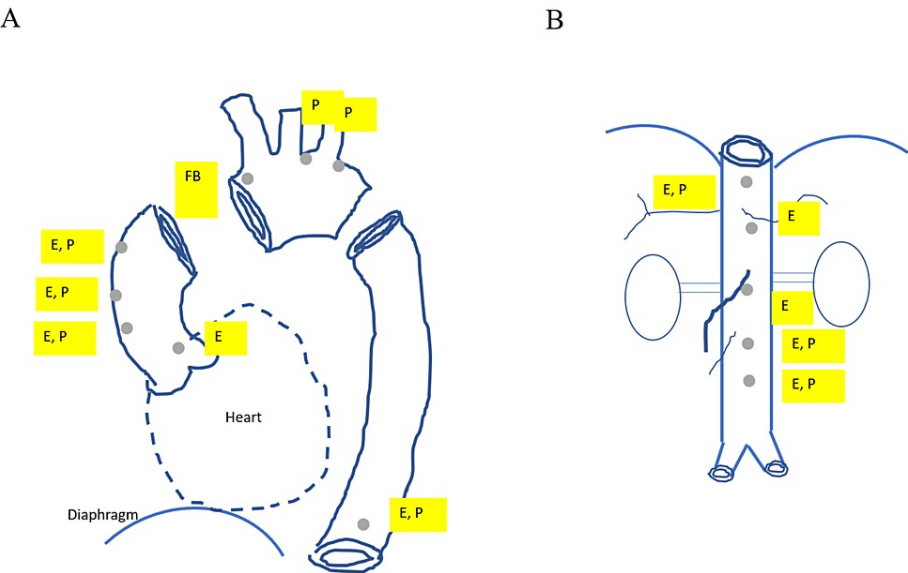 A
B
P
P
FB
E, P
E, P
E, P
E
Heart
Diaphragm
E, P
E, P
E
E
E, P
E, P